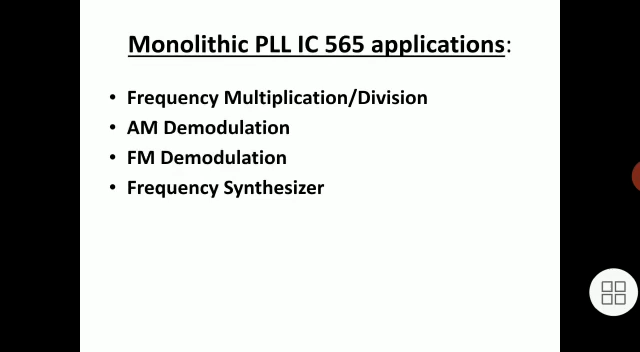 Monolithic PLL IC 565 applications:
• Frequency Multiplication/Division
• AM Demodulation
• FM Demodulation
• Frequency Synthesizer